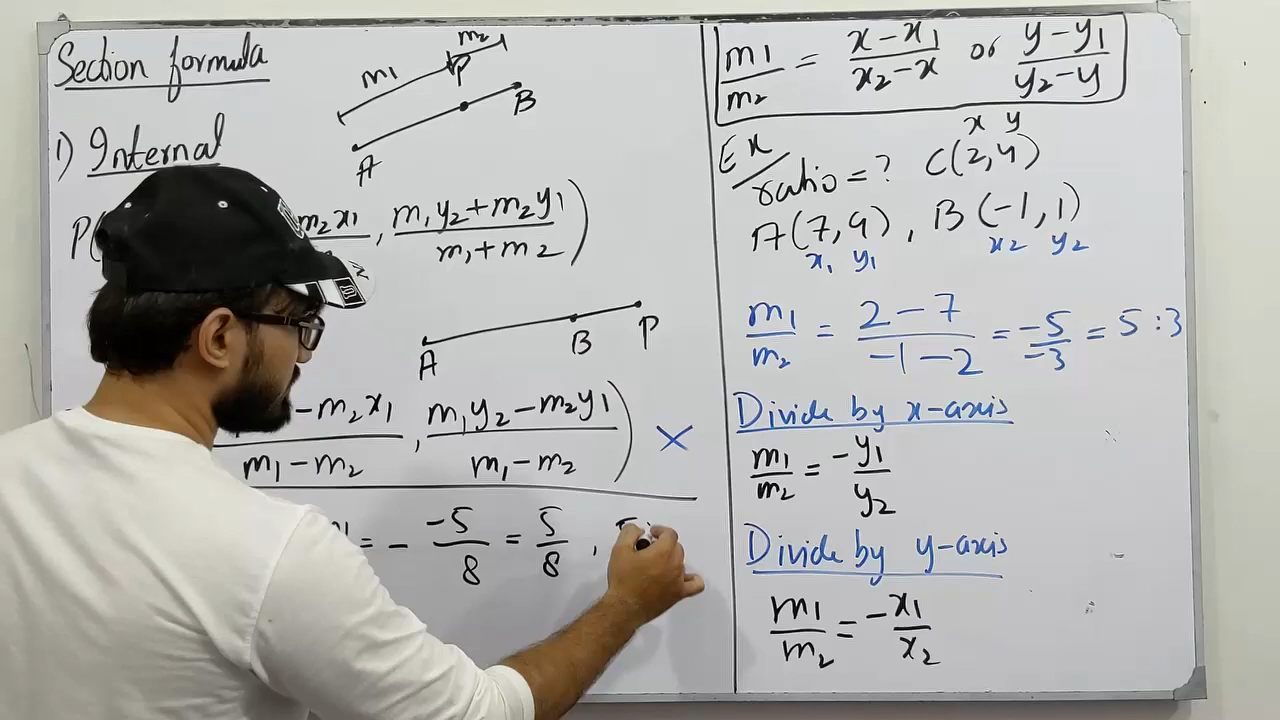 Section formula
m1 m2
P
A B
1) Internal
P( m2x1 , m1y2+m2y1 / m1+m2 )
A B P
-m2x1 / m1-m2 , m1y2-m2y1 / m1-m2 ) ×
= - -5/8 = 5/8 , 5
m1/m2 = x-x1 / x2-x or y-y1 / y2-y
Ex
x y
ratio = ? C(2,4)
A(7,9) , B(-1,1)
x1 y1 x2 y2
m1/m2 = 2-7 / -1-2 = -5/-3 = 5:3
Divide by x-axis
m1/m2 = -y1/y2
Divide by y-axis
m1/m2 = -x1/x2